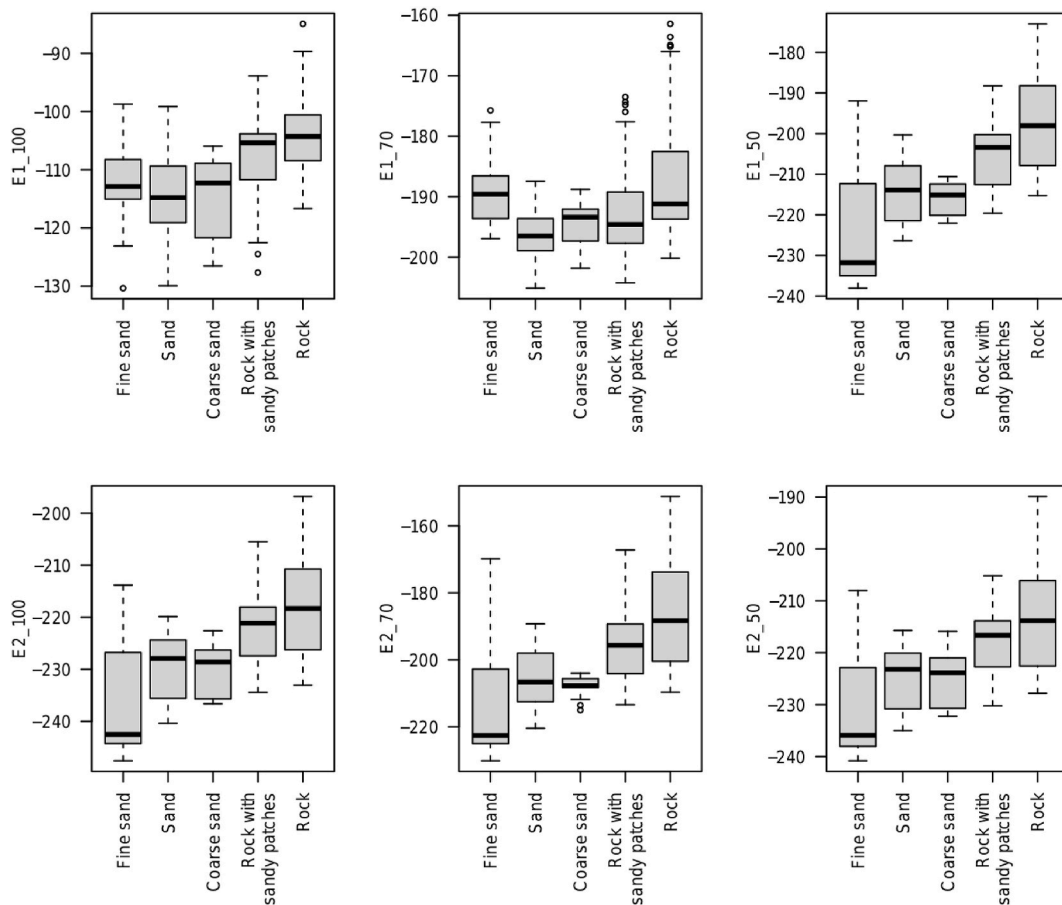 E1_100
−90
−100
−110
−120
−130
Fine sand
Sand
Coarse sand
Rock with
sandy patches
Rock
E1_70
−160
−170
−180
−190
−200
Fine sand
Sand
Coarse sand
Rock with
sandy patches
Rock
E1_50
−180
−190
−200
−210
−220
−230
−240
Fine sand
Sand
Coarse sand
Rock with
sandy patches
Rock
E2_100
−200
−210
−220
−230
−240
Fine sand
Sand
Coarse sand
Rock with
sandy patches
Rock
E2_70
−160
−180
−200
−220
Fine sand
Sand
Coarse sand
Rock with
sandy patches
Rock
E2_50
−190
−200
−210
−220
−230
−240
Fine sand
Sand
Coarse sand
Rock with
sandy patches
Rock